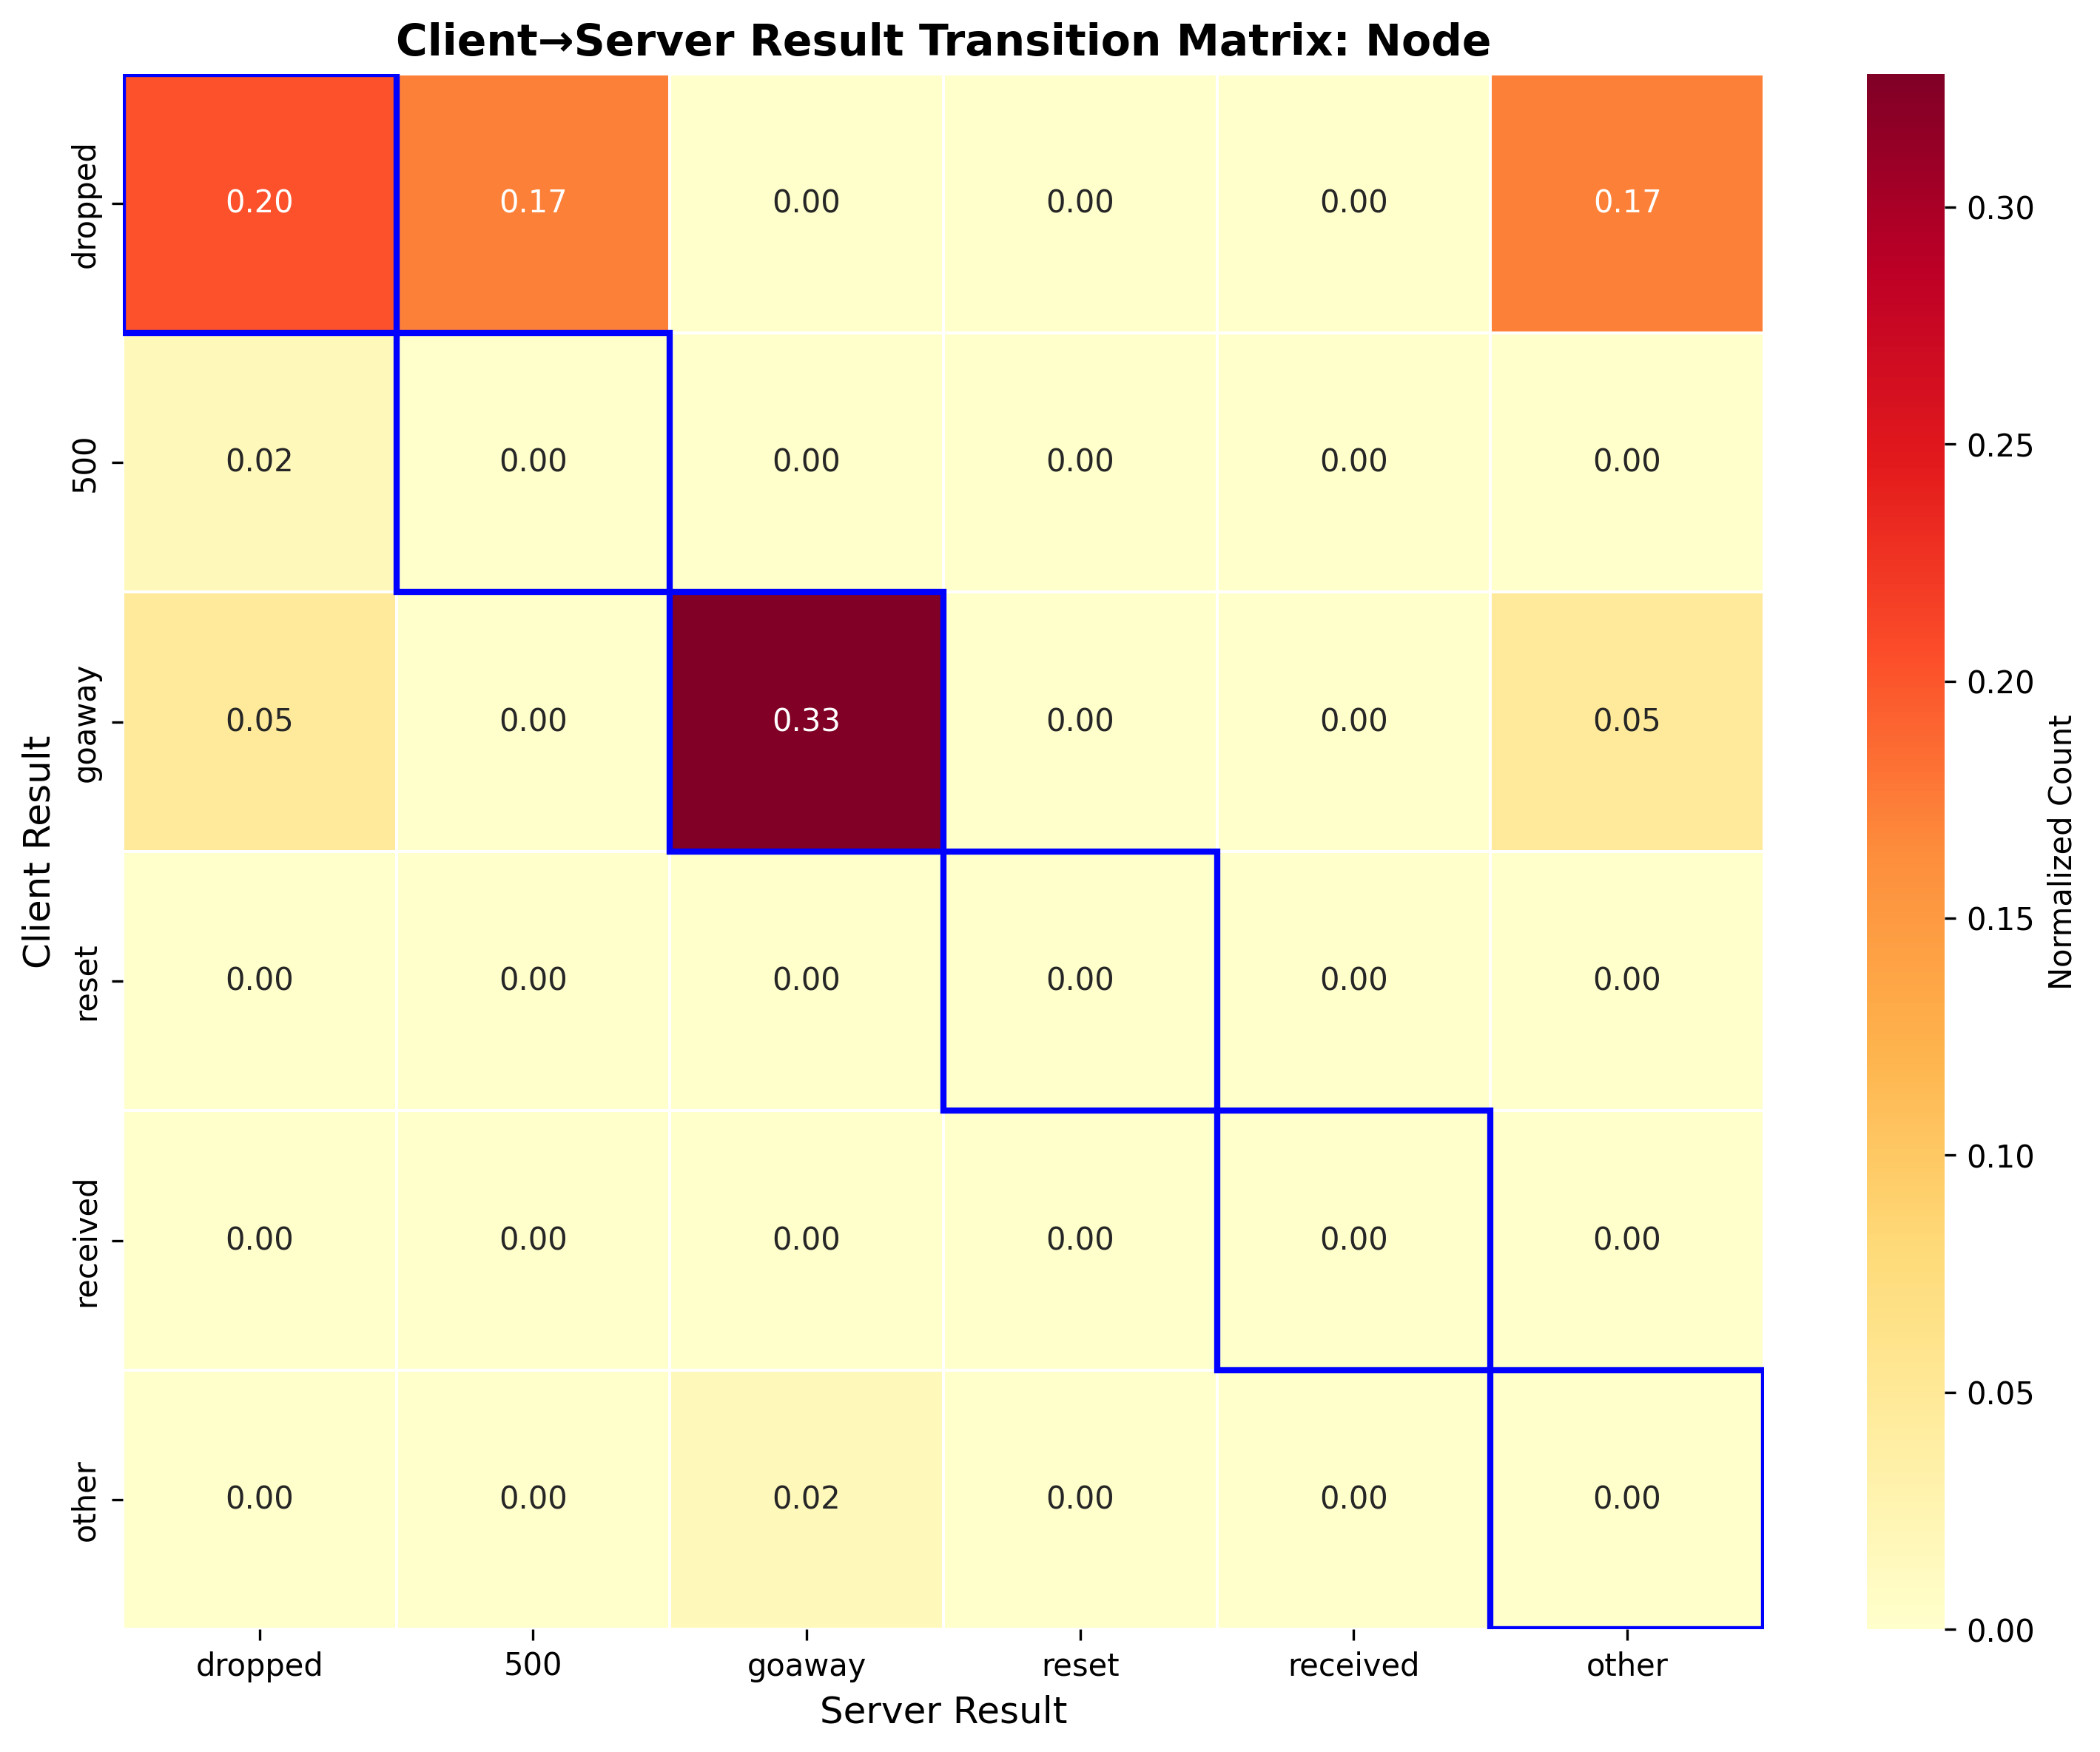 Client→Server Result Transition Matrix: Node
dropped 0.20 0.17 0.00 0.00 0.00 0.17
500 0.02 0.00 0.00 0.00 0.00 0.00
goaway 0.05 0.00 0.33 0.00 0.00 0.05
reset 0.00 0.00 0.00 0.00 0.00 0.00
received 0.00 0.00 0.00 0.00 0.00 0.00
other 0.00 0.00 0.02 0.00 0.00 0.00
Client Result
dropped 500 goaway reset received other
Server Result
0.30
0.25
0.20
0.15
0.10
0.05
0.00
Normalized Count